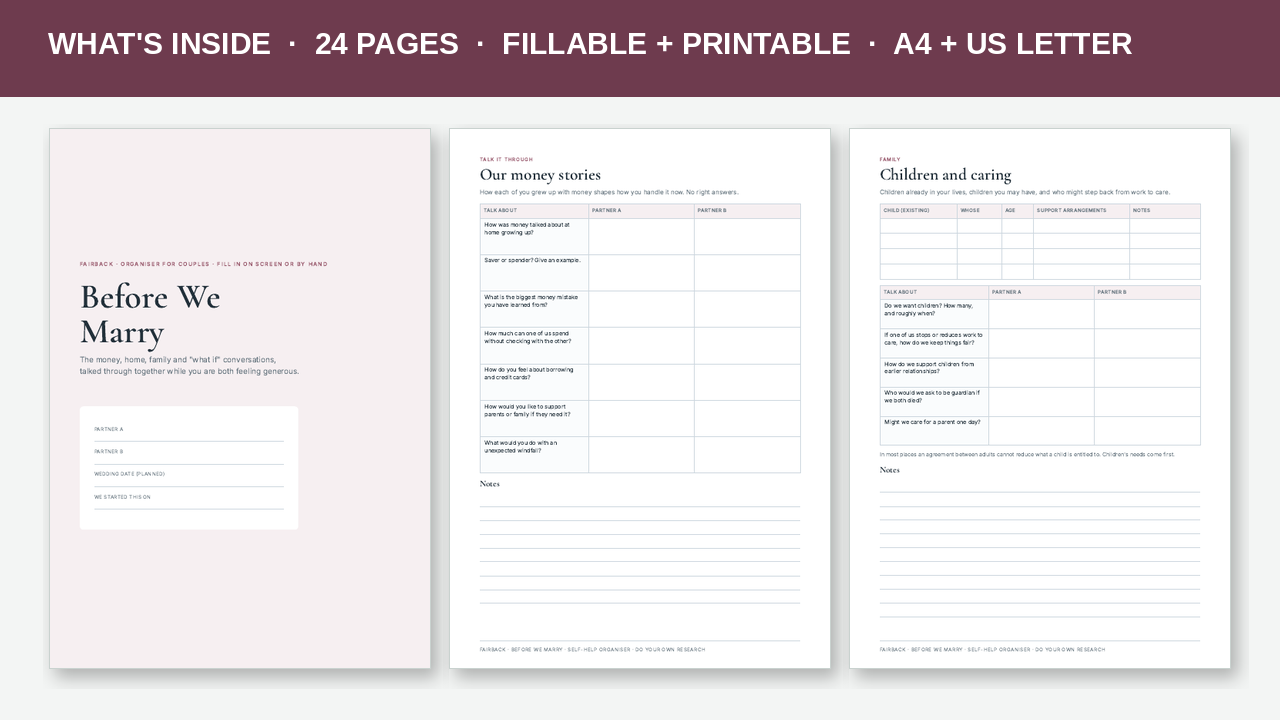 WHAT'S INSIDE · 24 PAGES · FILLABLE + PRINTABLE · A4 + US LETTER
FAIRBACK · ORGANISER FOR COUPLES · FILL IN ON SCREEN OR BY HAND
Before We
Marry
The money, home, family and "what if" conversations,
talked through together while you are both feeling generous.
PARTNER A
PARTNER B
WEDDING DATE (PLANNED)
WE STARTED THIS ON
TALK IT THROUGH
Our money stories
How each of you grew up with money shapes how you handle it now. No right answers.
TALK ABOUT PARTNER A PARTNER B
How was money talked about at
home growing up?
Saver or spender? Give an example.
What is the biggest money mistake
you have learned from?
How much can one of us spend
without checking with the other?
How do you feel about borrowing
and credit cards?
How would you like to support
parents or family if they need it?
What would you do with an
unexpected windfall?
Notes
FAIRBACK · BEFORE WE MARRY · SELF-HELP ORGANISER · DO YOUR OWN RESEARCH
FAMILY
Children and caring
Children already in your lives, children you may have, and who might step back from work to care.
CHILD (EXISTING) WHOSE AGE SUPPORT ARRANGEMENTS NOTES
TALK ABOUT PARTNER A PARTNER B
Do we want children? How many,
and roughly when?
If one of us stops or reduces work to
care, how do we keep things fair?
How do we support children from
earlier relationships?
Who would we ask to be guardian if
we both died?
Might we care for a parent one day?
In most places an agreement between adults cannot reduce what a child is entitled to. Children's needs come first.
Notes
FAIRBACK · BEFORE WE MARRY · SELF-HELP ORGANISER · DO YOUR OWN RESEARCH